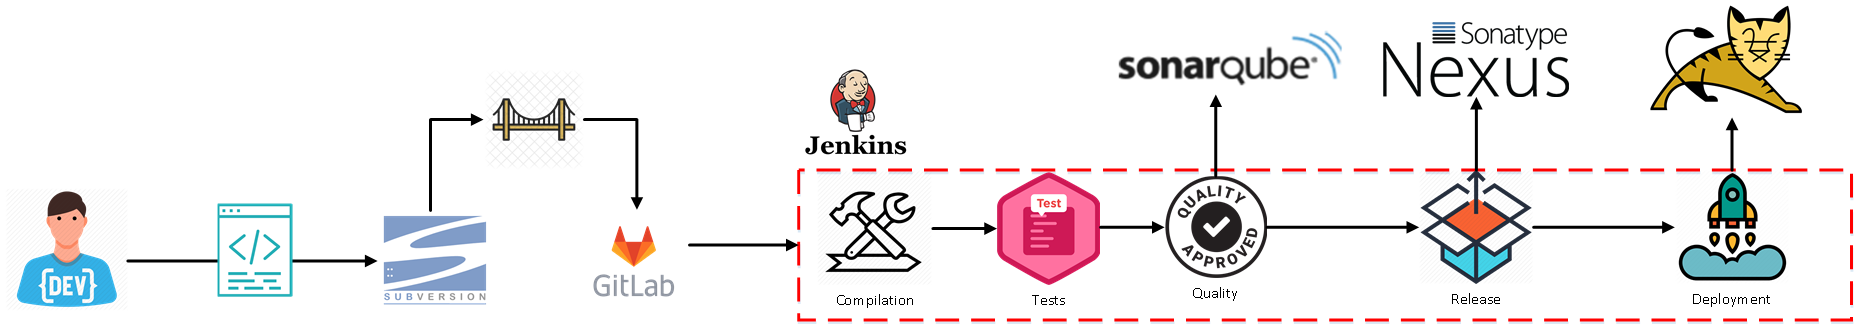 {DEV}
</>
SUBVERSION
GitLab
Jenkins
Compilation
Test
Tests
QUALITY
APPROVED
Quality
sonarqube
Sonatype
Nexus
Release
Deployment